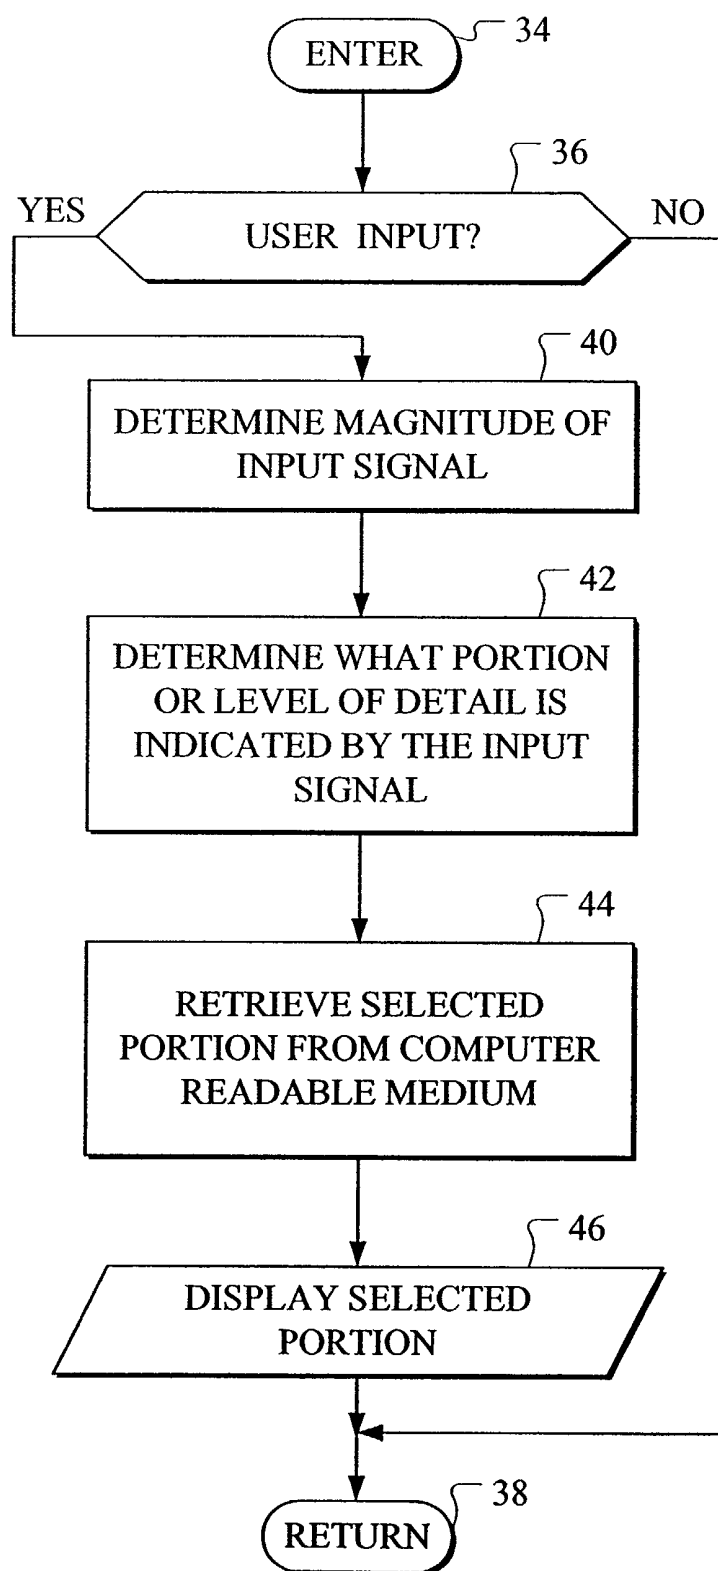 ENTER
34
36
YES
USER INPUT?
NO
40
DETERMINE MAGNITUDE OF
INPUT SIGNAL
42
DETERMINE WHAT PORTION
OR LEVEL OF DETAIL IS
INDICATED BY THE INPUT
SIGNAL
44
RETRIEVE SELECTED
PORTION FROM COMPUTER
READABLE MEDIUM
46
DISPLAY SELECTED
PORTION
38
RETURN